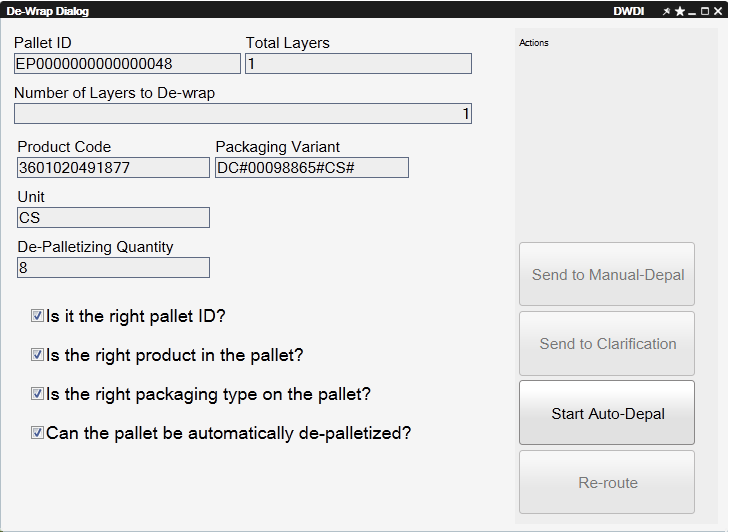 De-Wrap Dialog DWDI
Pallet ID Total Layers
EP0000000000000048 1
Number of Layers to De-wrap
1
Product Code Packaging Variant
3601020491877 DC#00098865#CS#
Unit
CS
De-Palletizing Quantity
8
Is it the right pallet ID?
Is the right product in the pallet?
Is the right packaging type on the pallet?
Can the pallet be automatically de-palletized?
Actions
Send to Manual-Depal
Send to Clarification
Start Auto-Depal
Re-route